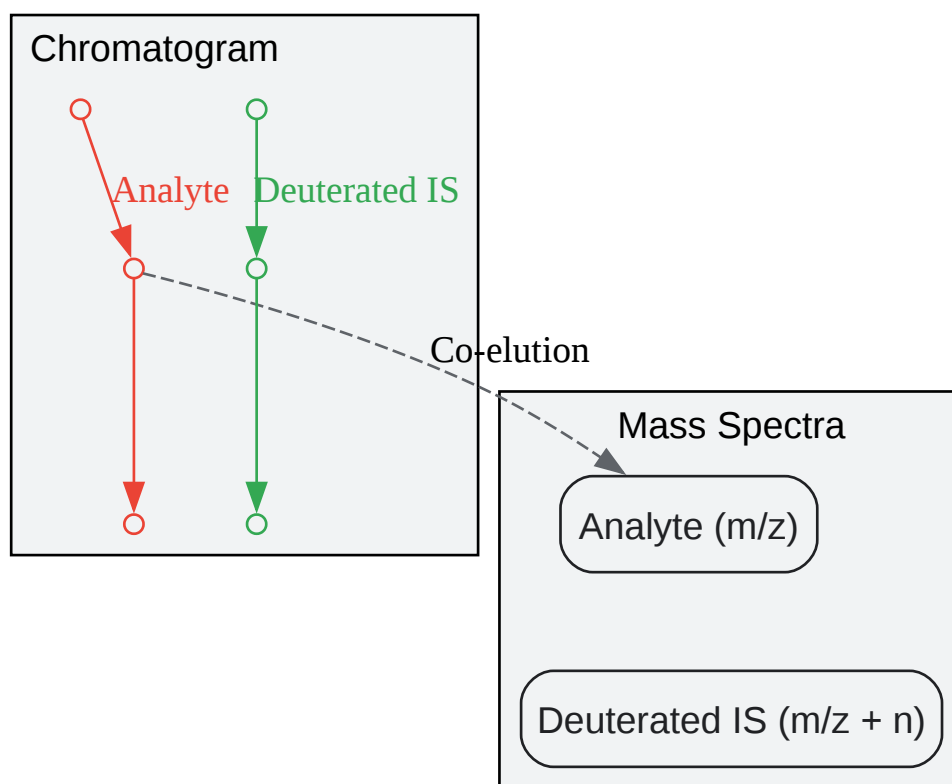 Chromatogram
Analyte
Deuterated IS
Co-elution
Mass Spectra
Analyte (m/z)
Deuterated IS (m/z + n)